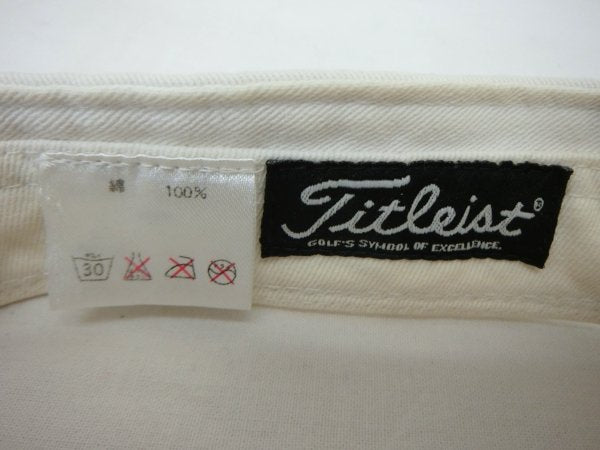 綿 100%
30
Titleist®
GOLF'S SYMBOL OF EXCELLENCE.